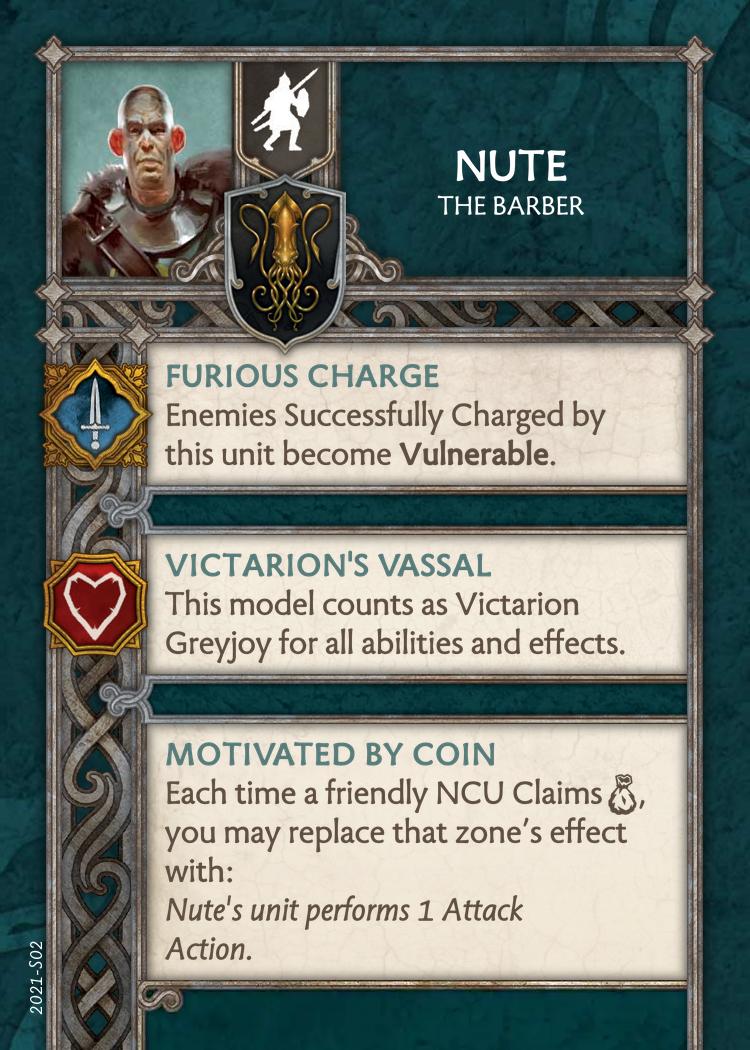 NUTE
THE BARBER
FURIOUS CHARGE
Enemies Successfully Charged by
this unit become Vulnerable.
VICTARION'S VASSAL
This model counts as Victarion
Greyjoy for all abilities and effects.
MOTIVATED BY COIN
Each time a friendly NCU Claims ,
you may replace that zone's effect
with:
Nute's unit performs 1 Attack
Action.
2021-S02